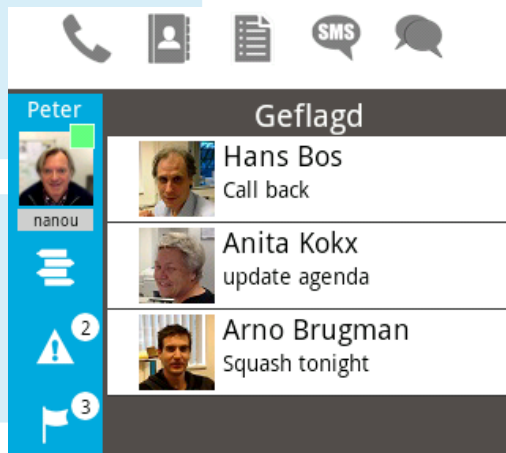 SMS
Peter
nanou
2
3
Geflagd
Hans Bos
Call back
Anita Kokx
update agenda
Arno Brugman
Squash tonight